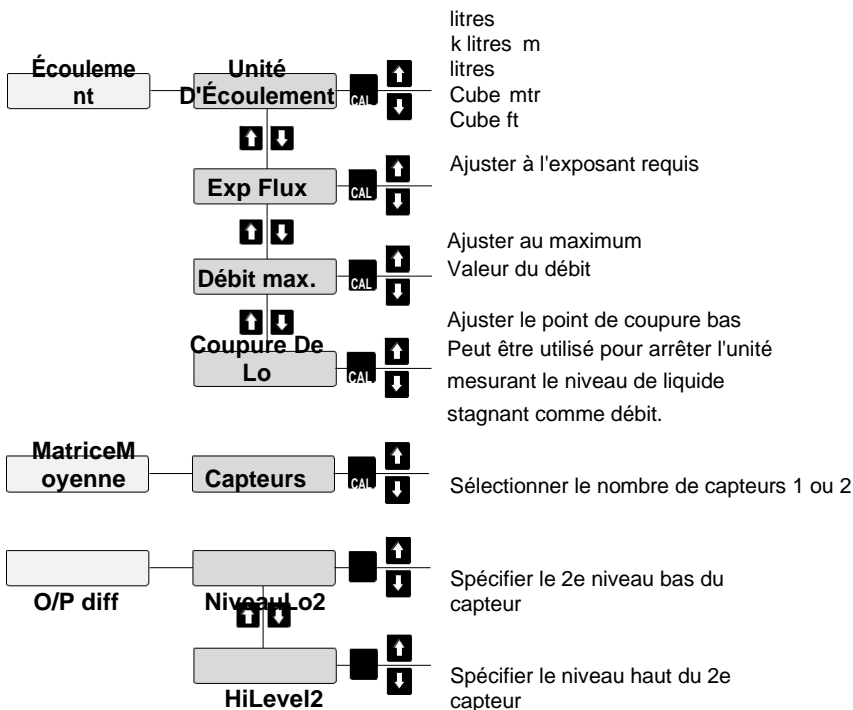 litres
k litres m
litres
Cube mtr
Cube ft
Écouleme
nt
Unité
D'Écoulement
CAL
Exp Flux
CAL
Ajuster à l'exposant requis
Débit max.
CAL
Ajuster au maximum
Valeur du débit
Coupure De
Lo
CAL
Ajuster le point de coupure bas
Peut être utilisé pour arrêter l'unité
mesurant le niveau de liquide
stagnant comme débit.
MatriceM
oyenne
Capteurs
CAL
Sélectionner le nombre de capteurs 1 ou 2
O/P diff
NiveauLo2
Spécifier le 2e niveau bas du
capteur
HiLevel2
Spécifier le niveau haut du 2e
capteur